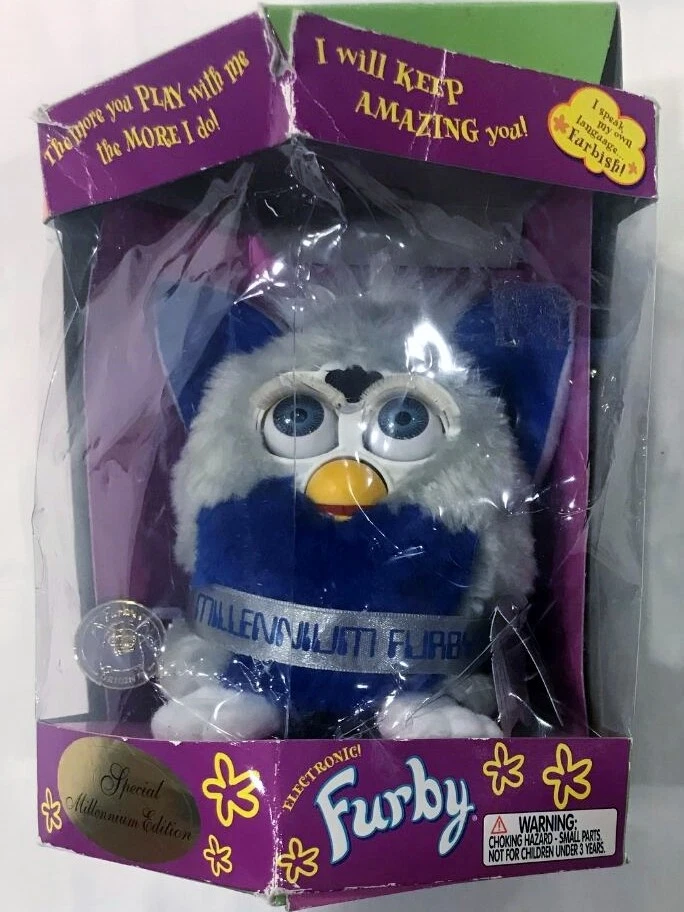 The more you PLAY with me
the MORE I do!
I will KEEP
AMAZING you!
I speak
my own
language...
Furbish!
MILLENNIUM FURBY
Special
Millennium Edition
ELECTRONIC!
Furby
WARNING:
CHOKING HAZARD - SMALL PARTS.
NOT FOR CHILDREN UNDER 3 YEARS.